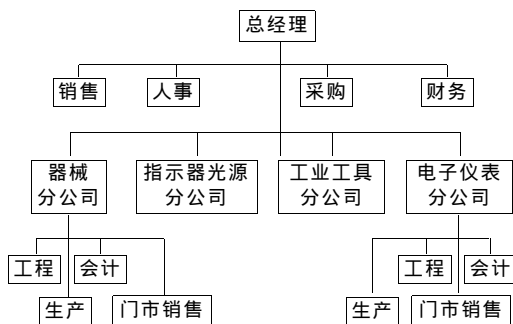 总经理
销售
人事
采购
财务
器械
分公司
指示器光源
分公司
工业工具
分公司
电子仪表
分公司
工程
会计
工程
会计
生产
门市销售
生产
门市销售